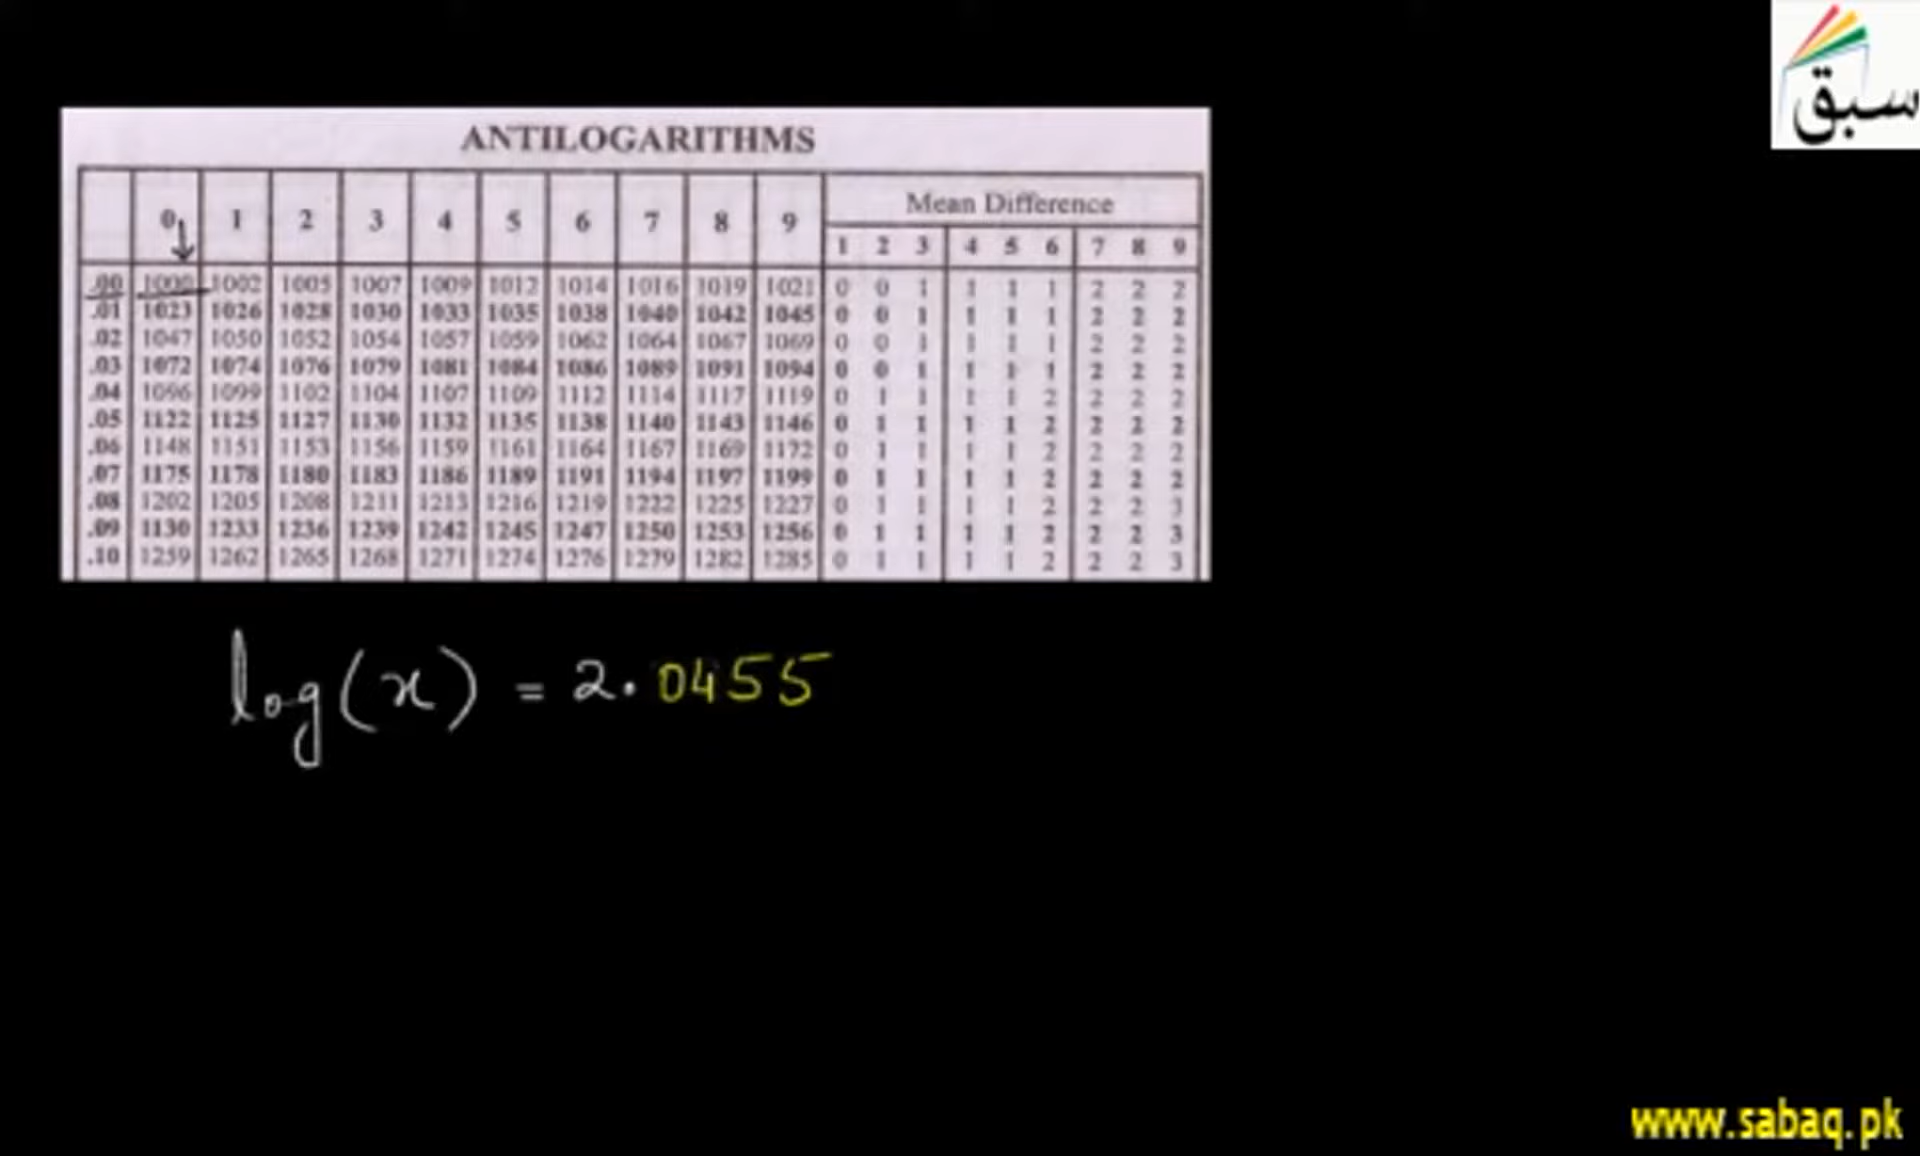 سبق
ANTILOGARITHMS
0 1 2 3 4 5 6 7 8 9 Mean Difference
1 2 3 4 5 6 7 8 9
.00 1000 1002 1005 1007 1009 1012 1014 1016 1019 1021 0 0 1 1 1 1 2 2 2
.01 1023 1026 1028 1030 1033 1035 1038 1040 1042 1045 0 0 1 1 1 1 2 2 2
.02 1047 1050 1052 1054 1057 1059 1062 1064 1067 1069 0 0 1 1 1 1 2 2 2
.03 1072 1074 1076 1079 1081 1084 1086 1089 1091 1094 0 0 1 1 1 1 2 2 2
.04 1096 1099 1102 1104 1107 1109 1112 1114 1117 1119 0 1 1 1 1 2 2 2 2
.05 1122 1125 1127 1130 1132 1135 1138 1140 1143 1146 0 1 1 1 1 2 2 2 2
.06 1148 1151 1153 1156 1159 1161 1164 1167 1169 1172 0 1 1 1 1 2 2 2 2
.07 1175 1178 1180 1183 1186 1189 1191 1194 1197 1199 0 1 1 1 1 2 2 2 2
.08 1202 1205 1208 1211 1213 1216 1219 1222 1225 1227 0 1 1 1 1 2 2 2 3
.09 1130 1233 1236 1239 1242 1245 1247 1250 1253 1256 0 1 1 1 1 2 2 2 3
.10 1259 1262 1265 1268 1271 1274 1276 1279 1282 1285 0 1 1 1 1 2 2 2 3
log(x) = 2.0455
www.sabaq.pk